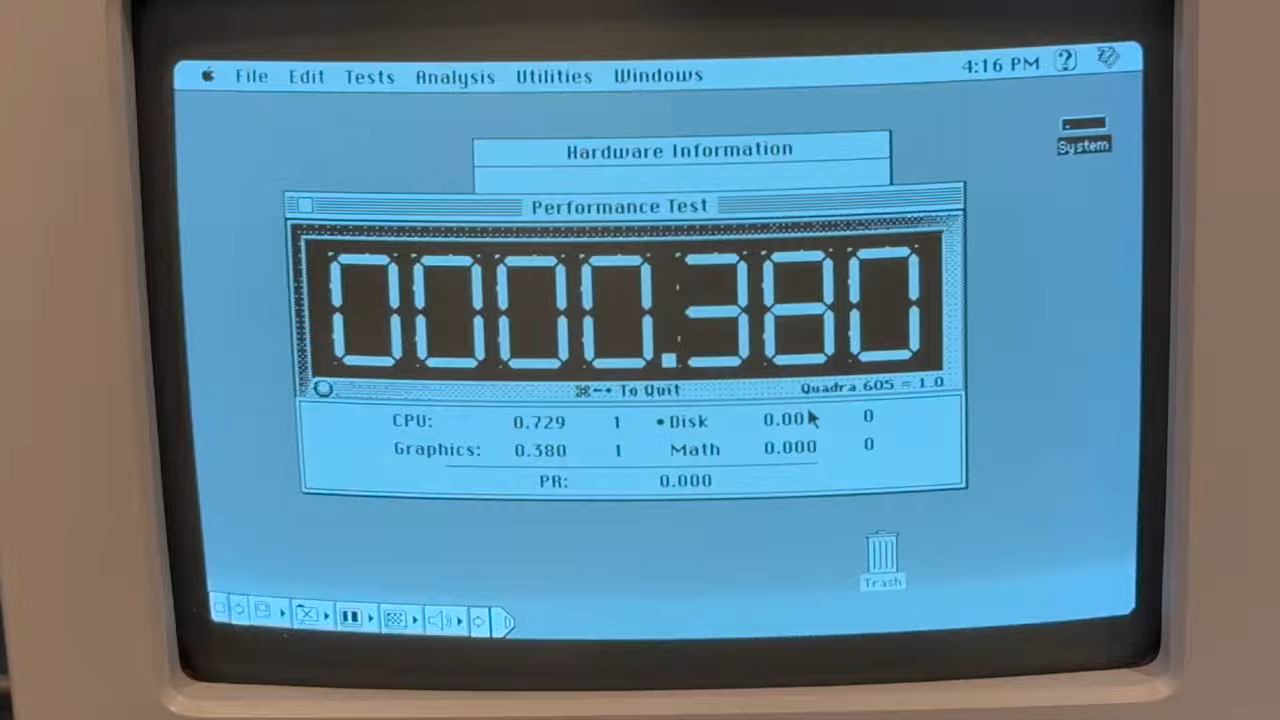 File Edit Tests Analysis Utilities Windows 4:16 PM
System
Hardware Information
Performance Test
0000.380
⌘-. To Quit Quadra 605 = 1.0
CPU: 0.729 1 •Disk 0.00 0
Graphics: 0.380 1 Math 0.000 0
PR: 0.000
Trash